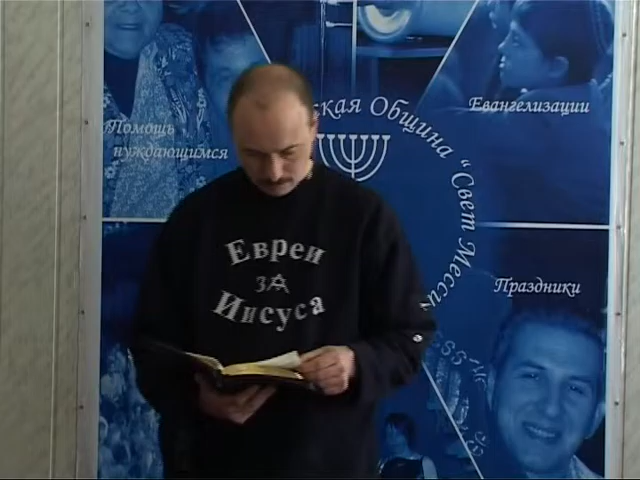 ская Община "Свет Месси
Евангелизации
Помощь
нуждающимся
Евреи
за
Иисуса
Праздники